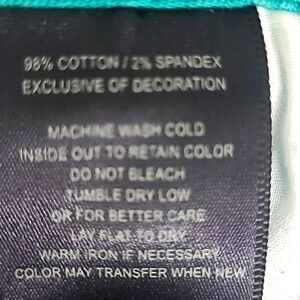 98% COTTON / 2% SPANDEX
EXCLUSIVE OF DECORATION
MACHINE WASH COLD
INSIDE OUT TO RETAIN COLOR
DO NOT BLEACH
TUMBLE DRY LOW
OR FOR BETTER CARE
LAY FLAT TO DRY
WARM IRON IF NECESSARY
COLOR MAY TRANSFER WHEN NEW